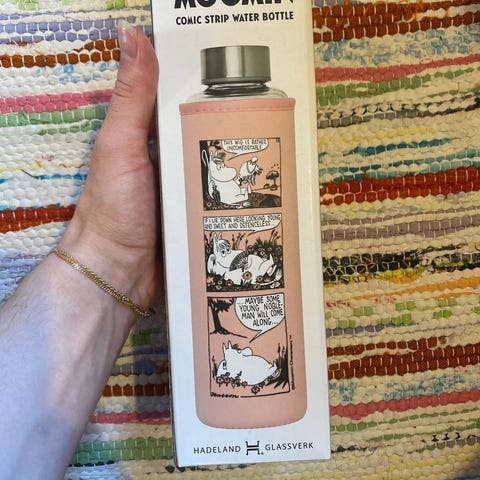 MOOMIN
COMIC STRIP WATER BOTTLE
THIS WIG IS RATHER
UNCOMFORTABLE
IF I LIE DOWN HERE, LOOKING YOUNG
AND SWEET AND DEFENCELESS
...MAYBE SOME
YOUNG NOBLE-
MAN WILL COME
ALONG...
HADELAND H GLASSVERK